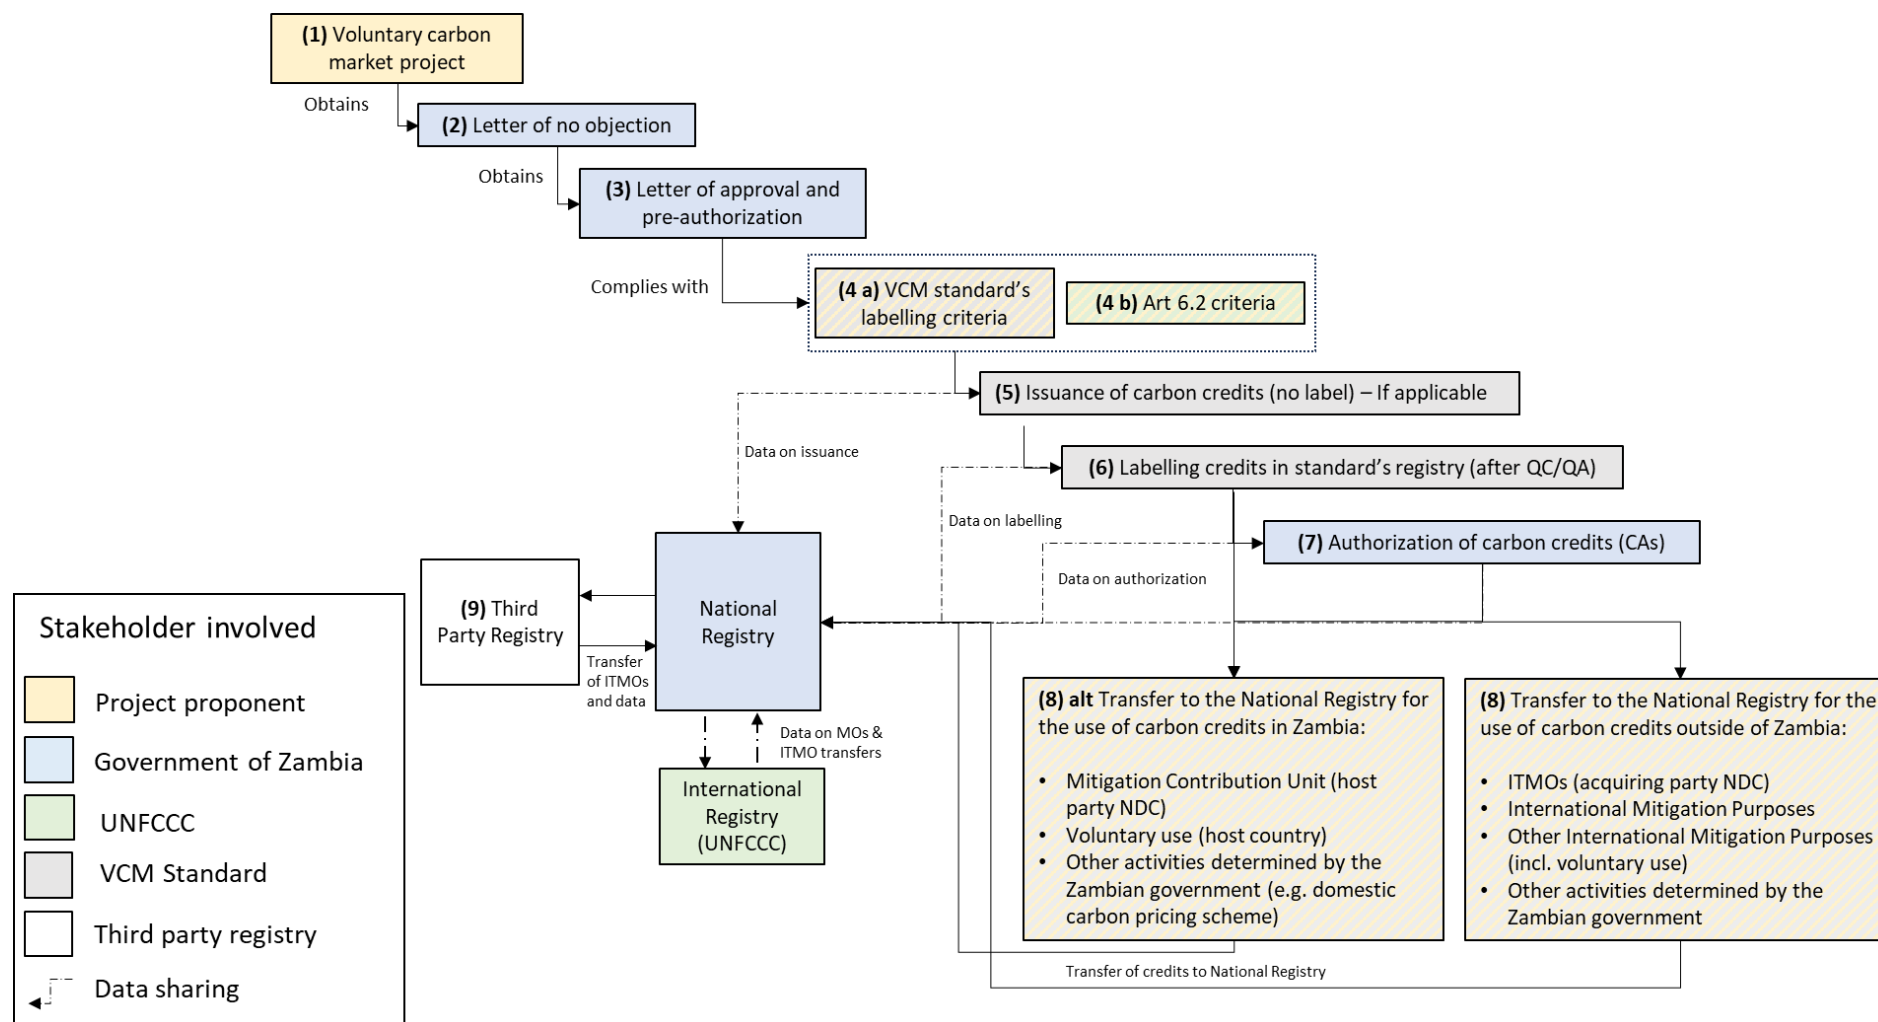 (1) Voluntary carbon
market project
Obtains
(2) Letter of no objection
Obtains
(3) Letter of approval and
pre-authorization
Complies with
(4 a) VCM standard's
labelling criteria
(4 b) Art 6.2 criteria
(5) Issuance of carbon credits (no label) – If applicable
Data on issuance
(6) Labelling credits in standard's registry (after QC/QA)
Data on labelling
(7) Authorization of carbon credits (CAs)
Data on authorization
(9) Third
Party Registry
National
Registry
Transfer
of ITMOs
and data
Data on MOs &
ITMO transfers
International
Registry
(UNFCCC)
(8) alt Transfer to the National Registry for
the use of carbon credits in Zambia:
• Mitigation Contribution Unit (host
party NDC)
• Voluntary use (host country)
• Other activities determined by the
Zambian government (e.g. domestic
carbon pricing scheme)
(8) Transfer to the National Registry for the
use of carbon credits outside of Zambia:
• ITMOs (acquiring party NDC)
• International Mitigation Purposes
• Other International Mitigation Purposes
(incl. voluntary use)
• Other activities determined by the
Zambian government
Transfer of credits to National Registry
Stakeholder involved
Project proponent
Government of Zambia
UNFCCC
VCM Standard
Third party registry
Data sharing